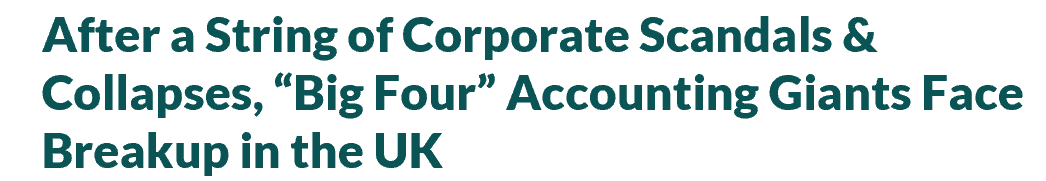 After a String of Corporate Scandals &
Collapses, “Big Four” Accounting Giants Face
Breakup in the UK